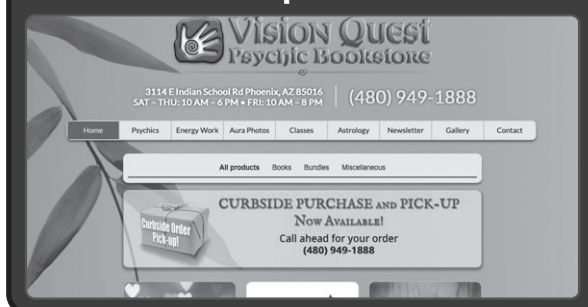 Vision Quest
Psychic Bookstore
3114 E Indian School Rd Phoenix, AZ 85016
SAT – THU: 10 AM – 6 PM • FRI: 10 AM – 8 PM
(480) 949-1888
Home Psychics Energy Work Aura Photos Classes Astrology Newsletter Gallery Contact
All products Books Bundles Miscellaneous
Curbside Order
Pick-up!
CURBSIDE PURCHASE AND PICK-UP
NOW AVAILABLE!
Call ahead for your order
(480) 949-1888